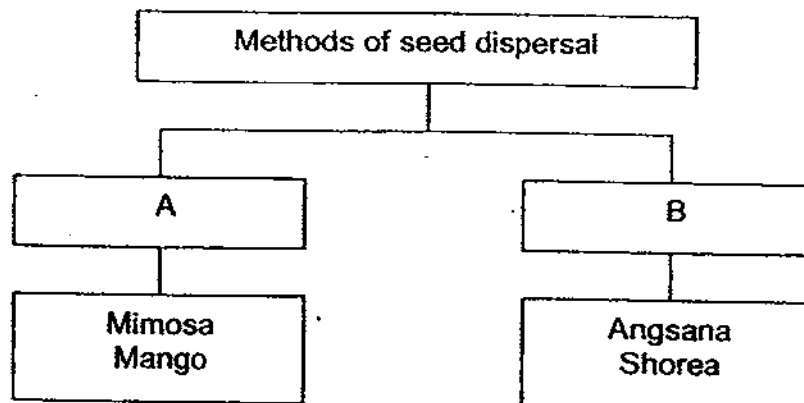 Methods of seed dispersal
A
B
Mimosa
Mango
Angsana
Shorea